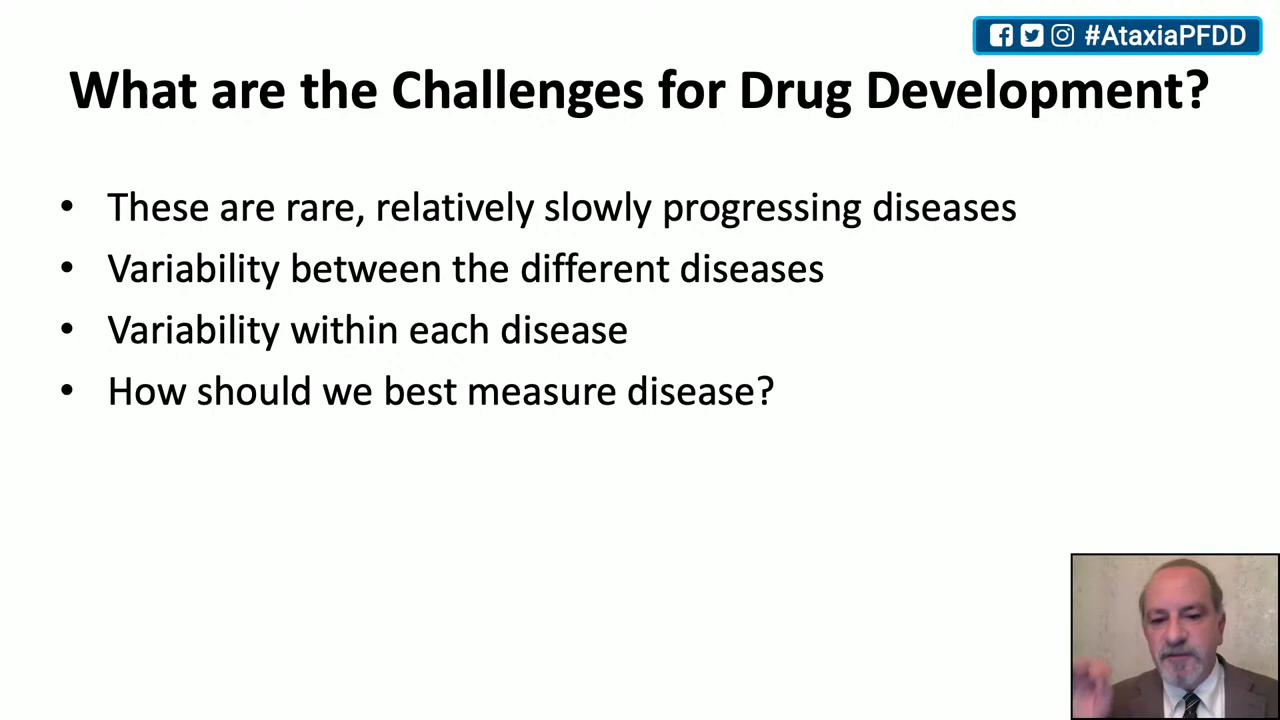 #AtaxiaPFDD
What are the Challenges for Drug Development?
• These are rare, relatively slowly progressing diseases
• Variability between the different diseases
• Variability within each disease
• How should we best measure disease?